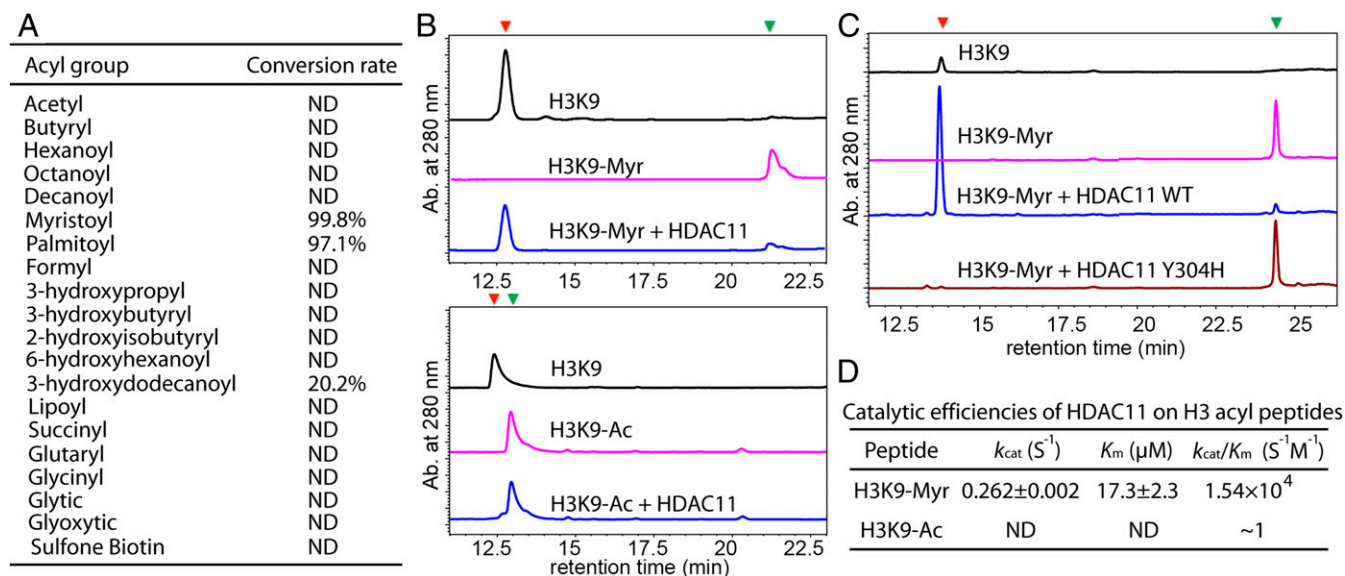 A
Acyl group Conversion rate
Acetyl ND
Butyryl ND
Hexanoyl ND
Octanoyl ND
Decanoyl ND
Myristoyl 99.8%
Palmitoyl 97.1%
Formyl ND
3-hydroxypropyl ND
3-hydroxybutyryl ND
2-hydroxyisobutyryl ND
6-hydroxyhexanoyl ND
3-hydroxydodecanoyl 20.2%
Lipoyl ND
Succinyl ND
Glutaryl ND
Glycinyl ND
Glytic ND
Glyoxytic ND
Sulfone Biotin ND
B
Ab. at 280 nm
H3K9
H3K9-Myr
H3K9-Myr + HDAC11
12.5 15 17.5 20 22.5
Ab. at 280 nm
H3K9
H3K9-Ac
H3K9-Ac + HDAC11
12.5 15 17.5 20 22.5
retention time (min)
C
Ab. at 280 nm
H3K9
H3K9-Myr
H3K9-Myr + HDAC11 WT
H3K9-Myr + HDAC11 Y304H
12.5 15 17.5 20 22.5 25
retention time (min)
D
Catalytic efficiencies of HDAC11 on H3 acyl peptides
Peptide kcat (S⁻¹) Km (μM) kcat/Km (S⁻¹M⁻¹)
H3K9-Myr 0.262±0.002 17.3±2.3 1.54×10⁴
H3K9-Ac ND ND ~1